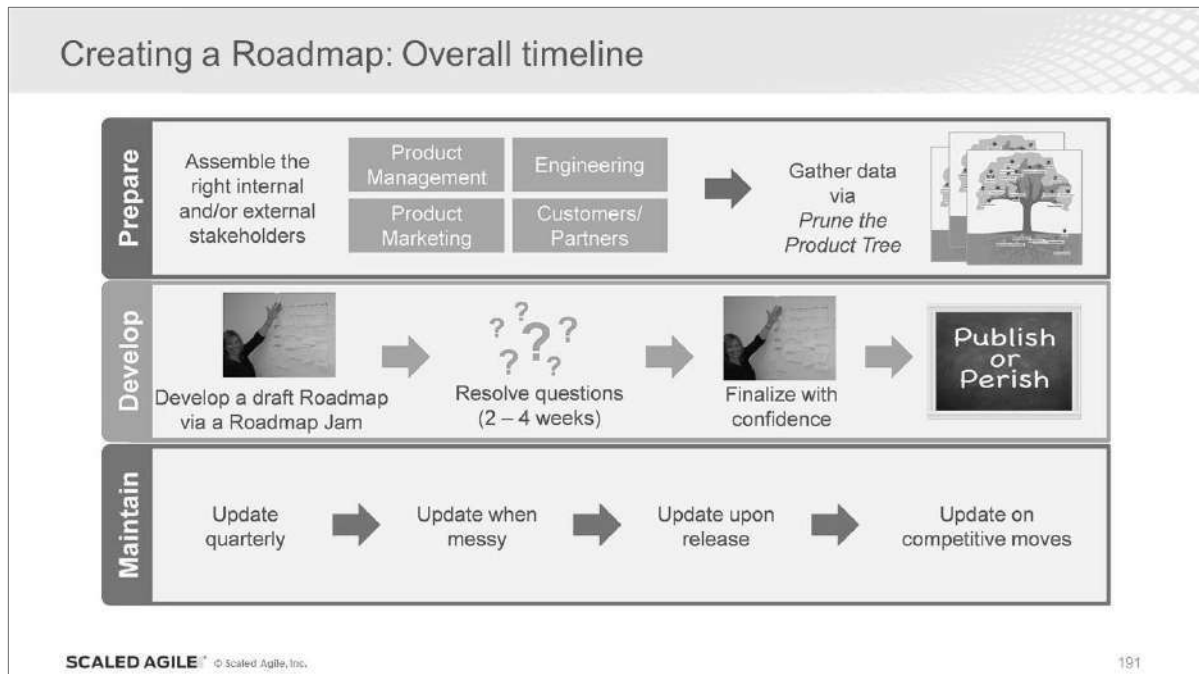 Creating a Roadmap: Overall timeline
Prepare
Assemble the
right internal
and/or external
stakeholders
Product
Management
Engineering
Product
Marketing
Customers/
Partners
Gather data
via
Prune the
Product Tree
Develop
Develop a draft Roadmap
via a Roadmap Jam
? ? ? ? ? ?
Resolve questions
(2 – 4 weeks)
Finalize with
confidence
Publish
or
Perish
Maintain
Update
quarterly
Update when
messy
Update upon
release
Update on
competitive moves
SCALED AGILE® © Scaled Agile, Inc.
191